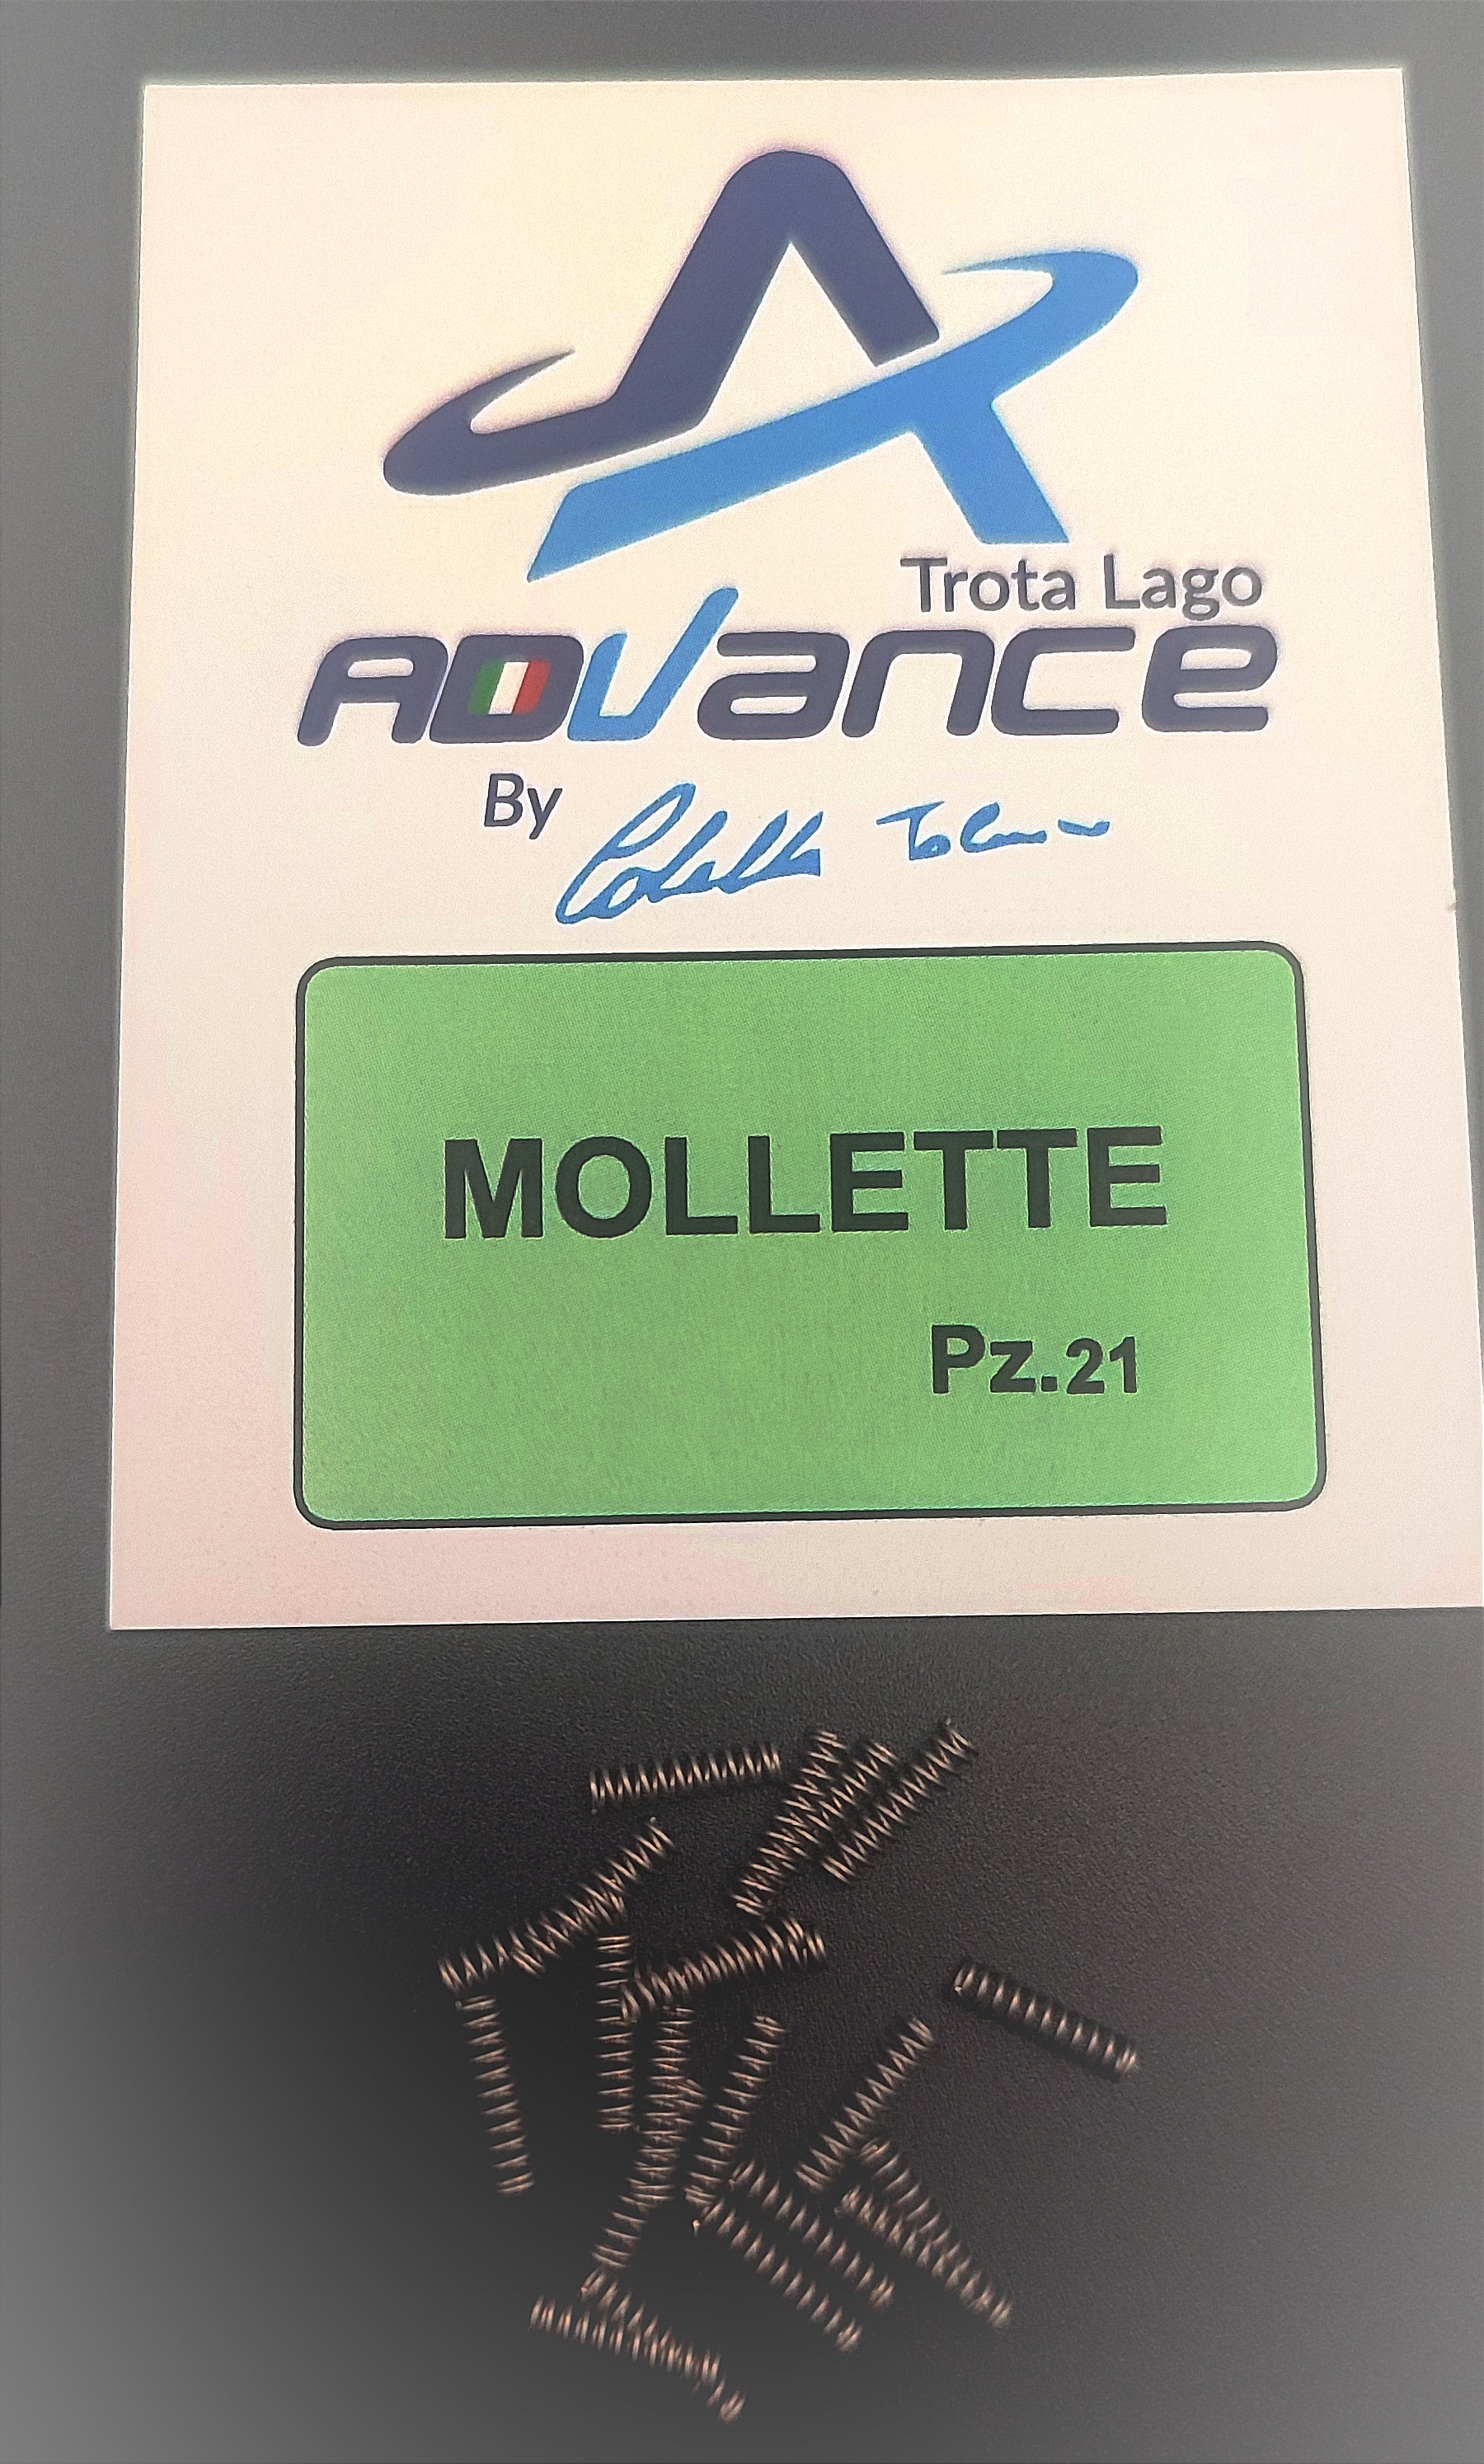 Trota Lago
ADVance
By
MOLLETTE
Pz.21